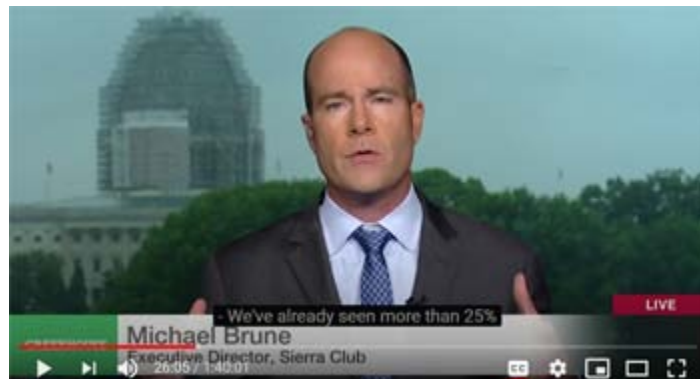 LIVE
- We've already seen more than 25%
Michael Brune
Executive Director, Sierra Club
26:05 / 1:40:01
CC